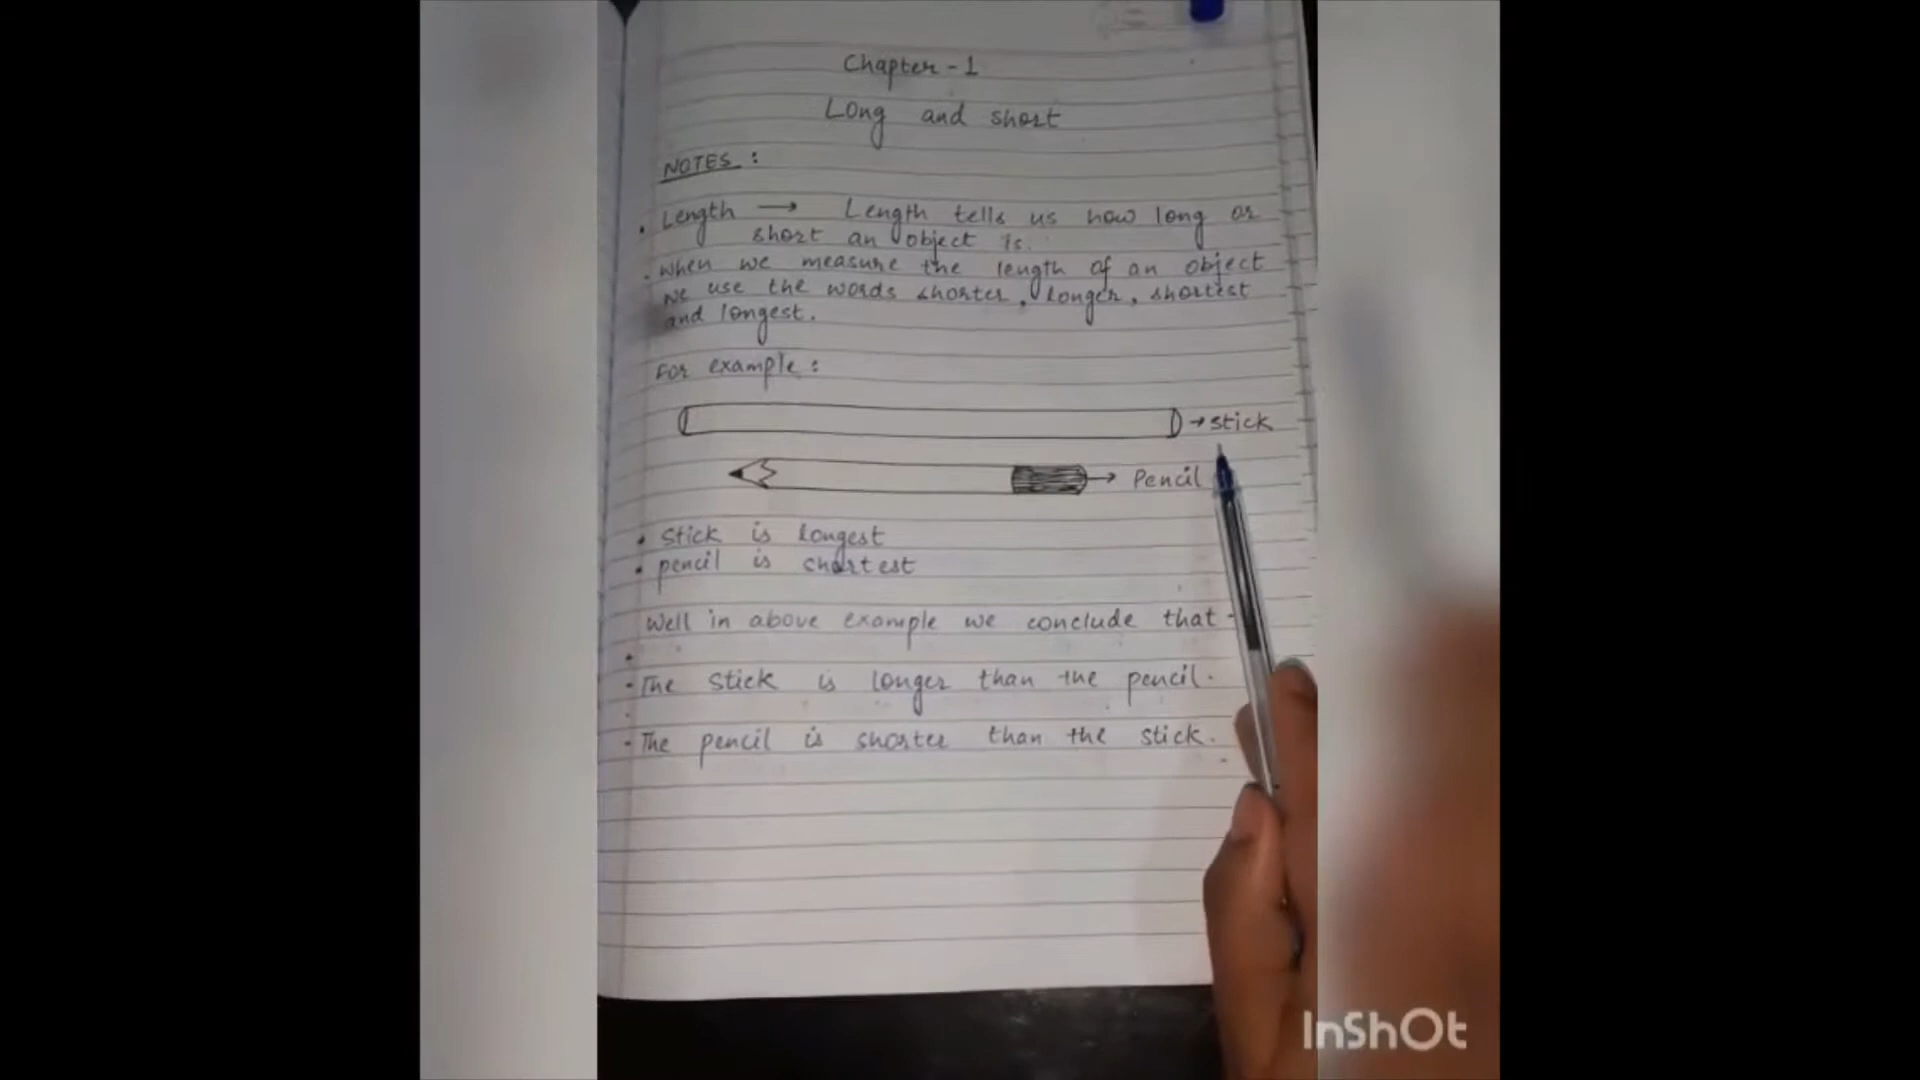 Chapter - 1
Long and short
NOTES :
• Length → Length tells us how long or
short an object is.
• when we measure the length of an object
we use the words shorter, longer, shortest
and longest.
For example :
→ stick
→ Pencil
• stick is longest
• pencil is shortest
Well in above example we conclude that -
- The stick is longer than the pencil.
- The pencil is shorter than the stick.
InShOt